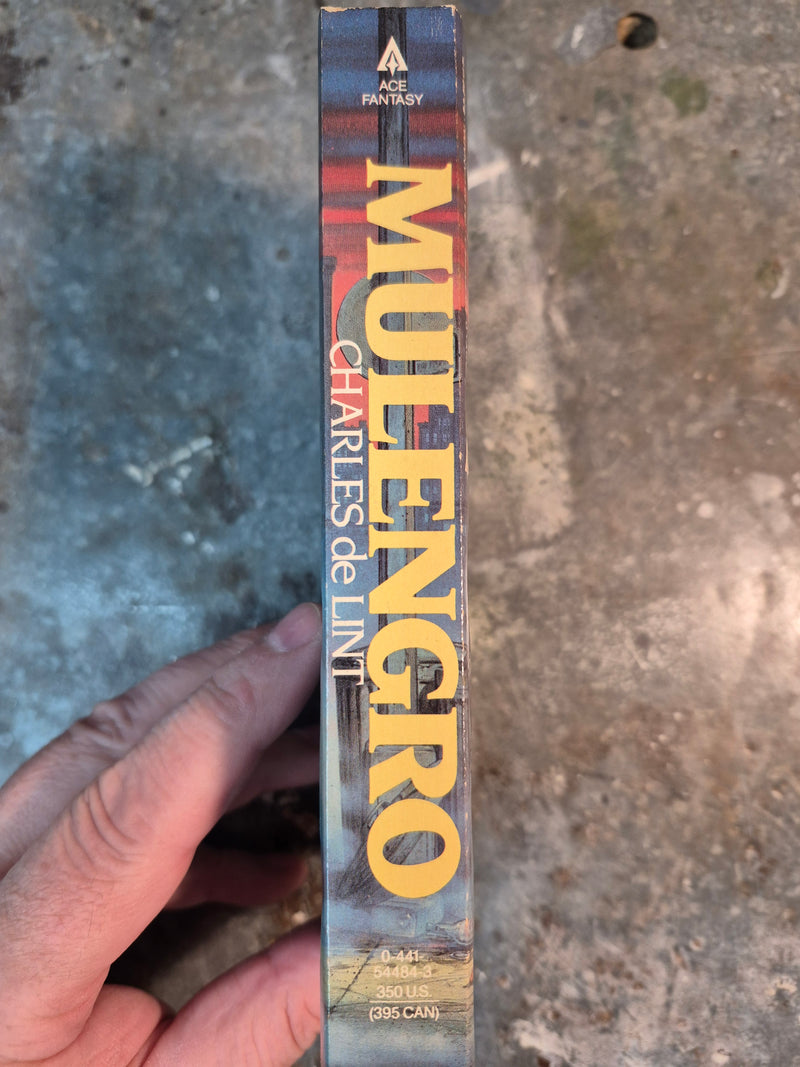 ACE
FANTASY
MULENGRO
CHARLES de LINT
0-441-
54484-3
350 U.S.
(395 CAN)